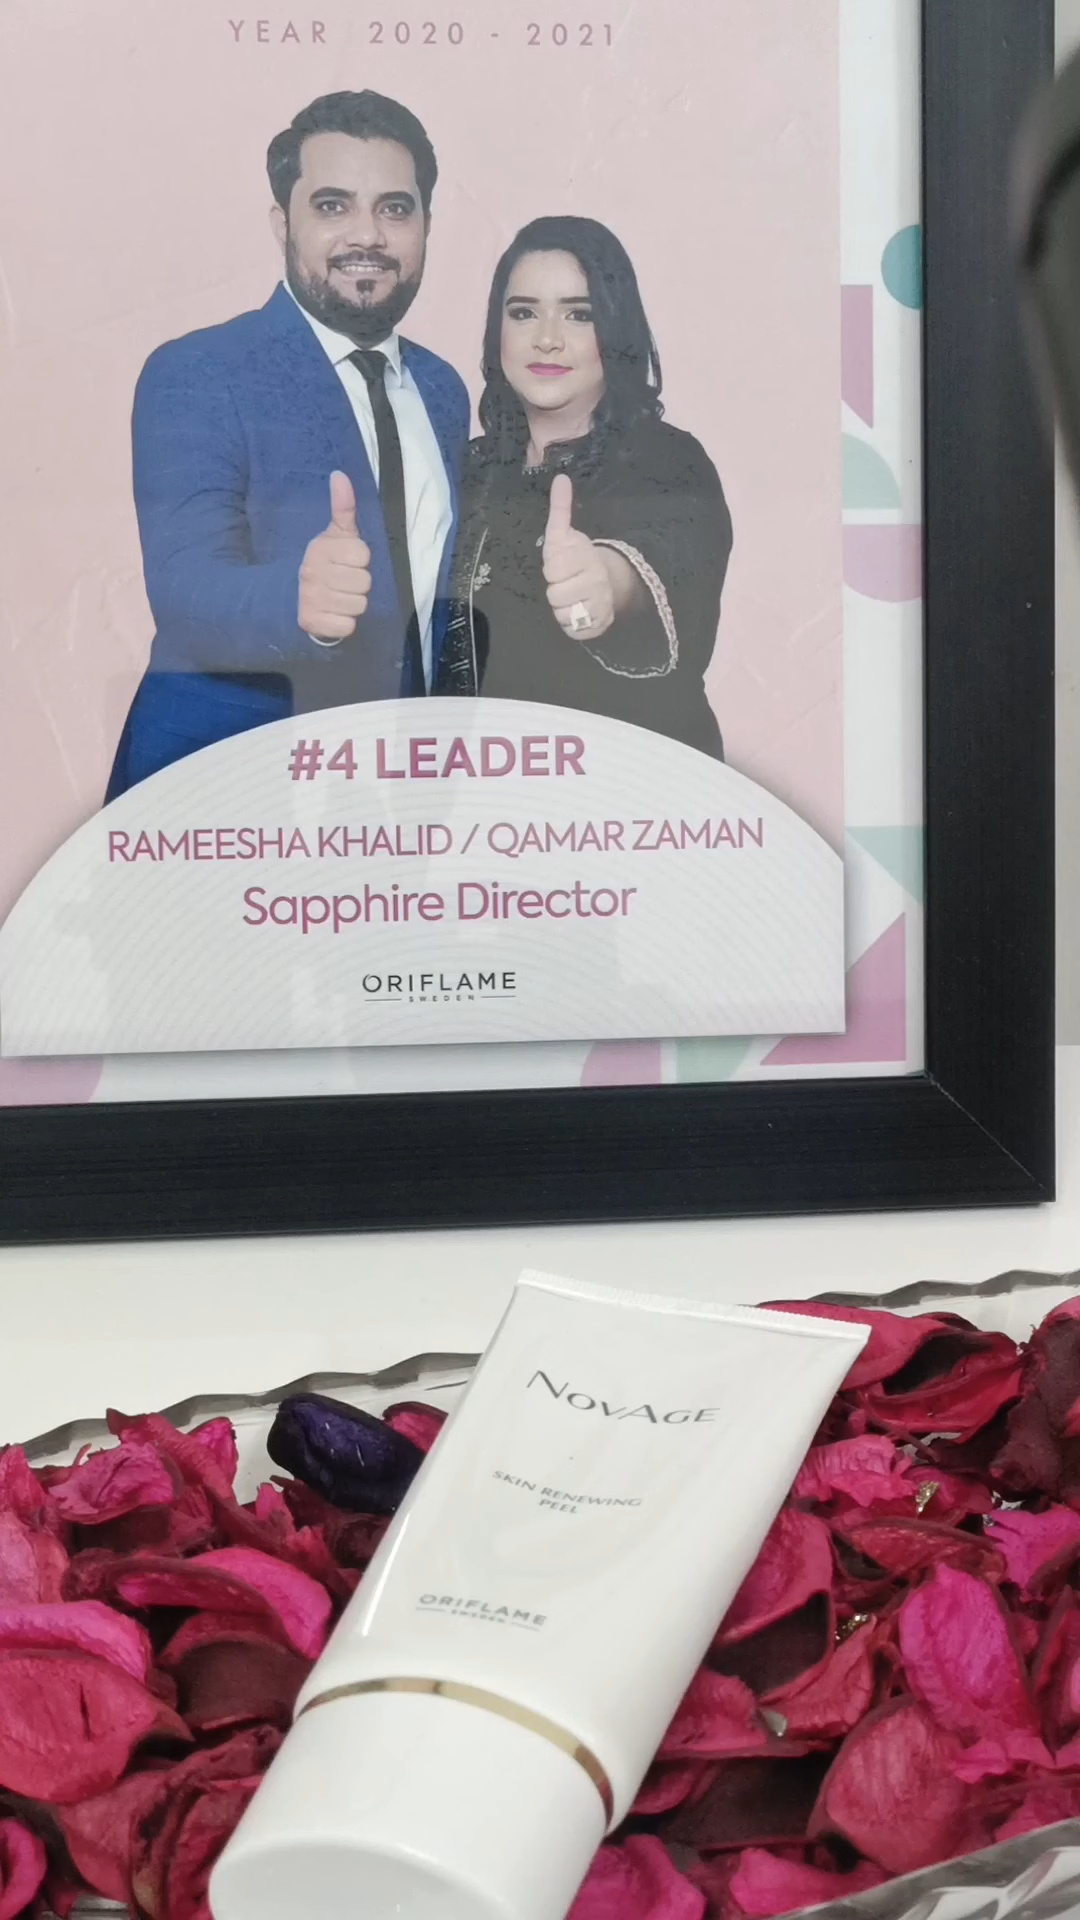 YEAR 2020 - 2021
#4 LEADER
RAMEESHA KHALID / QAMAR ZAMAN
Sapphire Director
ORIFLAME
SWEDEN
NOVAGE
SKIN RENEWING
PEEL
ORIFLAME
SWEDEN